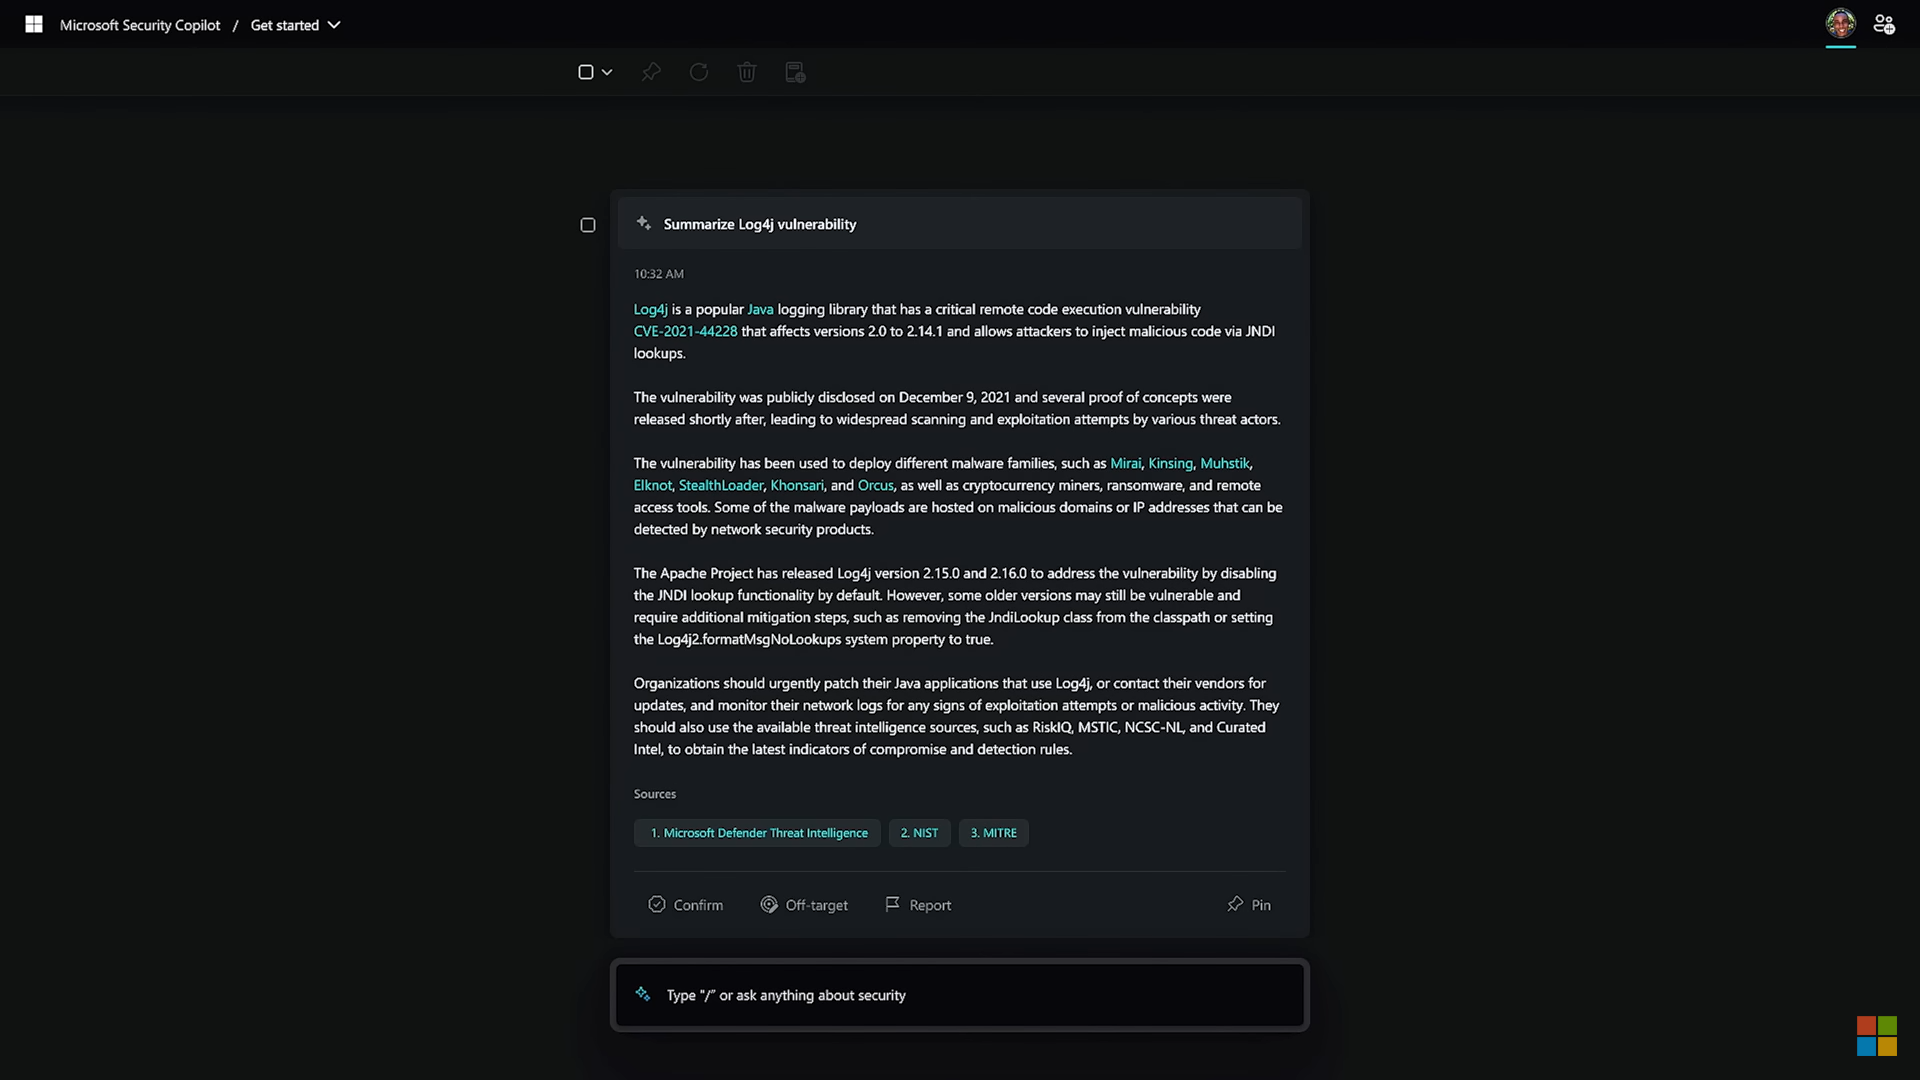 Microsoft Security Copilot / Get started
Summarize Log4j vulnerability
10:32 AM
Log4j is a popular Java logging library that has a critical remote code execution vulnerability
CVE-2021-44228 that affects versions 2.0 to 2.14.1 and allows attackers to inject malicious code via JNDI
lookups.
The vulnerability was publicly disclosed on December 9, 2021 and several proof of concepts were
released shortly after, leading to widespread scanning and exploitation attempts by various threat actors.
The vulnerability has been used to deploy different malware families, such as Mirai, Kinsing, Muhstik,
Elknot, StealthLoader, Khonsari, and Orcus, as well as cryptocurrency miners, ransomware, and remote
access tools. Some of the malware payloads are hosted on malicious domains or IP addresses that can be
detected by network security products.
The Apache Project has released Log4j version 2.15.0 and 2.16.0 to address the vulnerability by disabling
the JNDI lookup functionality by default. However, some older versions may still be vulnerable and
require additional mitigation steps, such as removing the JndiLookup class from the classpath or setting
the Log4j2.formatMsgNoLookups system property to true.
Organizations should urgently patch their Java applications that use Log4j, or contact their vendors for
updates, and monitor their network logs for any signs of exploitation attempts or malicious activity. They
should also use the available threat intelligence sources, such as RiskIQ, MSTIC, NCSC-NL, and Curated
Intel, to obtain the latest indicators of compromise and detection rules.
Sources
1. Microsoft Defender Threat Intelligence 2. NIST 3. MITRE
Confirm Off-target Report Pin
Type "/" or ask anything about security